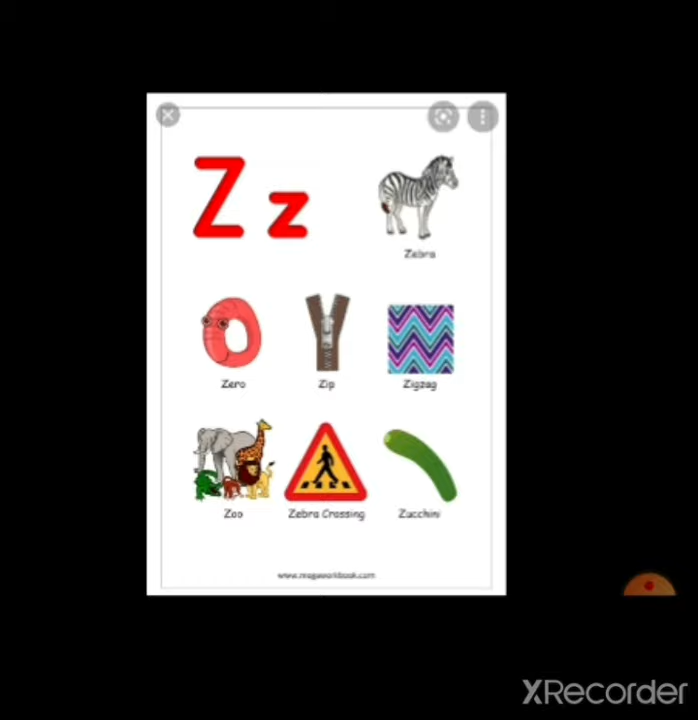 Z z
Zebra
Zero
Zip
Zigzag
Zoo
Zebra Crossing
Zucchini
www.megaworkbook.com
XRecorder